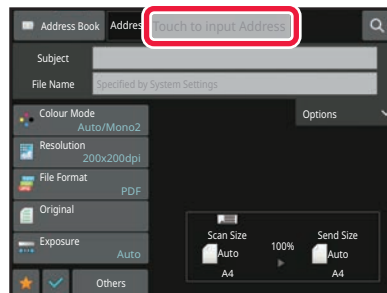 Address Book
Addres
Touch to input Address
Subject
File Name
Specified by System Settings
Colour Mode
Auto/Mono2
Options
Resolution
200x200dpi
File Format
PDF
Original
Exposure
Auto
Others
Scan Size
Auto
A4
100%
Send Size
Auto
A4